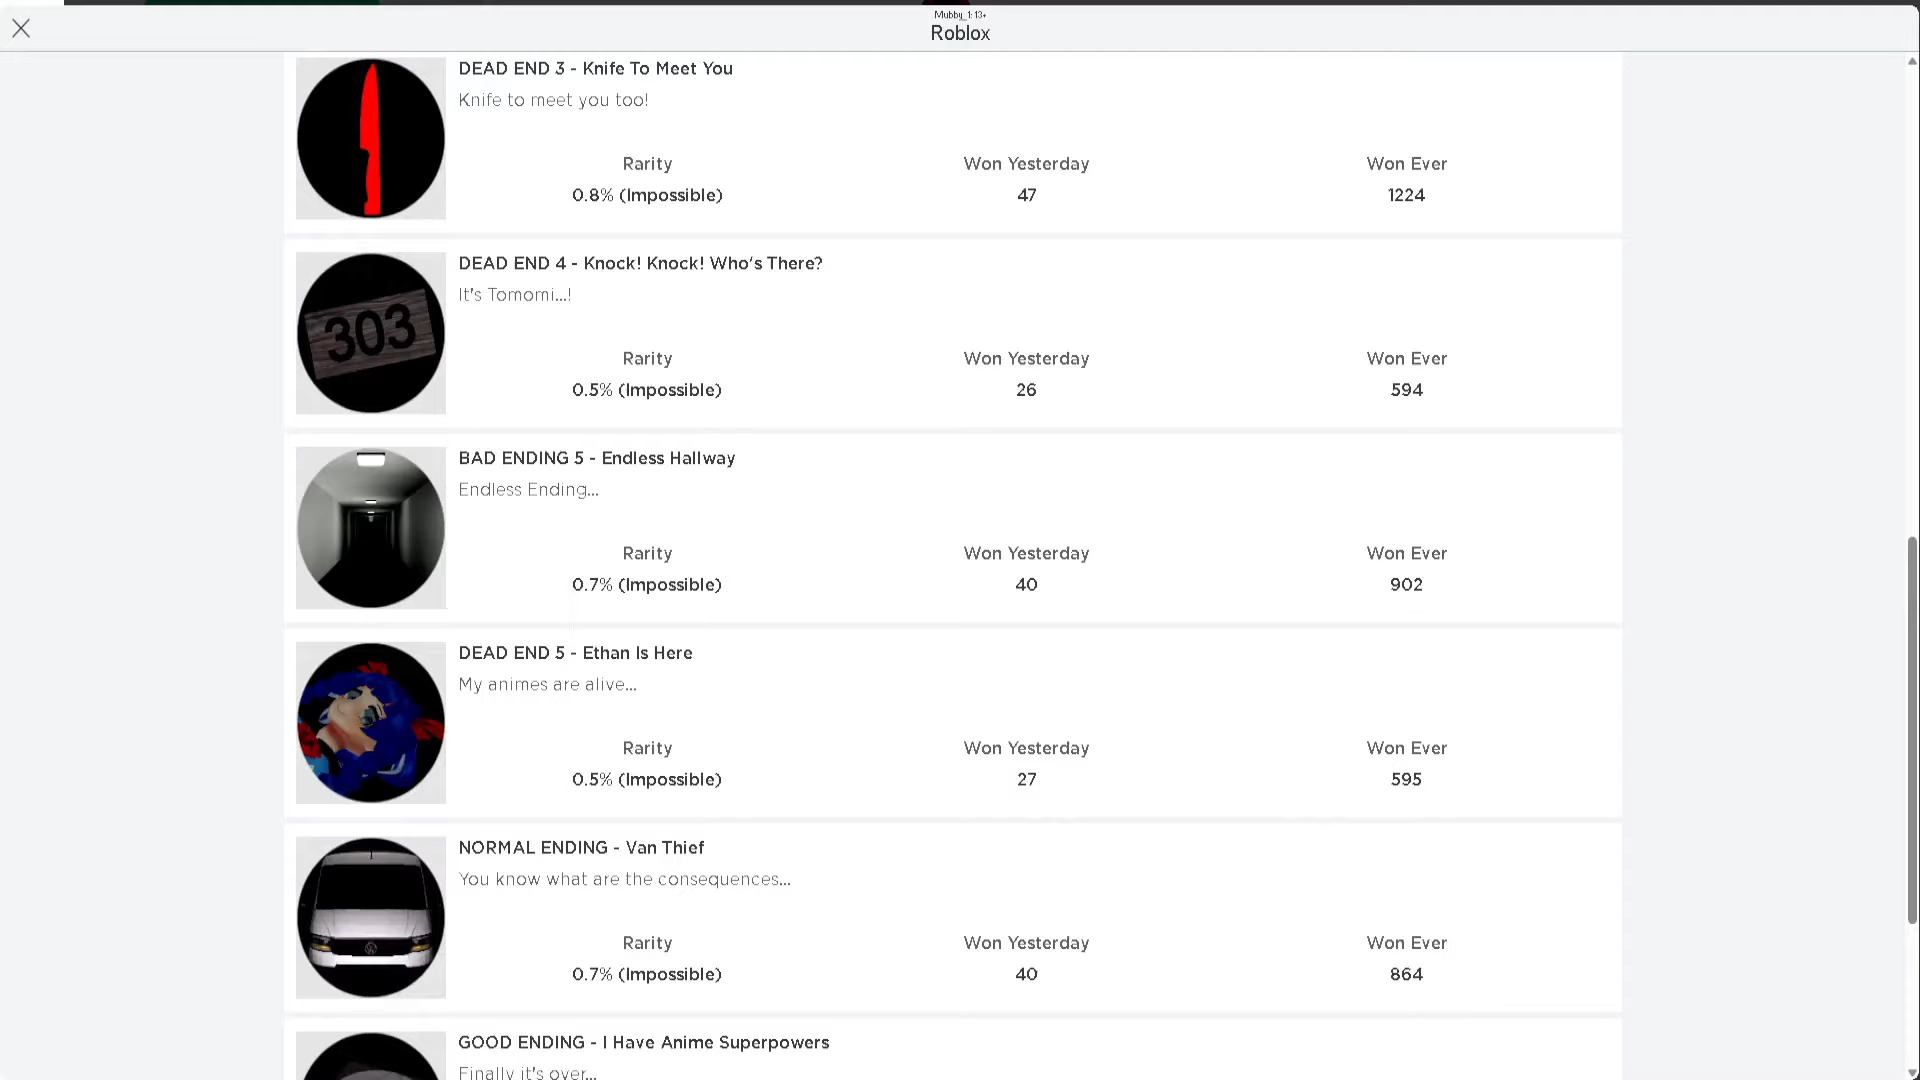 Mubby_1: 13+
Roblox
DEAD END 3 - Knife To Meet You
Knife to meet you too!
Rarity Won Yesterday Won Ever
0.8% (Impossible) 47 1224
303
DEAD END 4 - Knock! Knock! Who's There?
It's Tomomi...!
Rarity Won Yesterday Won Ever
0.5% (Impossible) 26 594
BAD ENDING 5 - Endless Hallway
Endless Ending...
Rarity Won Yesterday Won Ever
0.7% (Impossible) 40 902
DEAD END 5 - Ethan Is Here
My animes are alive...
Rarity Won Yesterday Won Ever
0.5% (Impossible) 27 595
NORMAL ENDING - Van Thief
You know what are the consequences...
Rarity Won Yesterday Won Ever
0.7% (Impossible) 40 864
GOOD ENDING - I Have Anime Superpowers
Finally it's over...